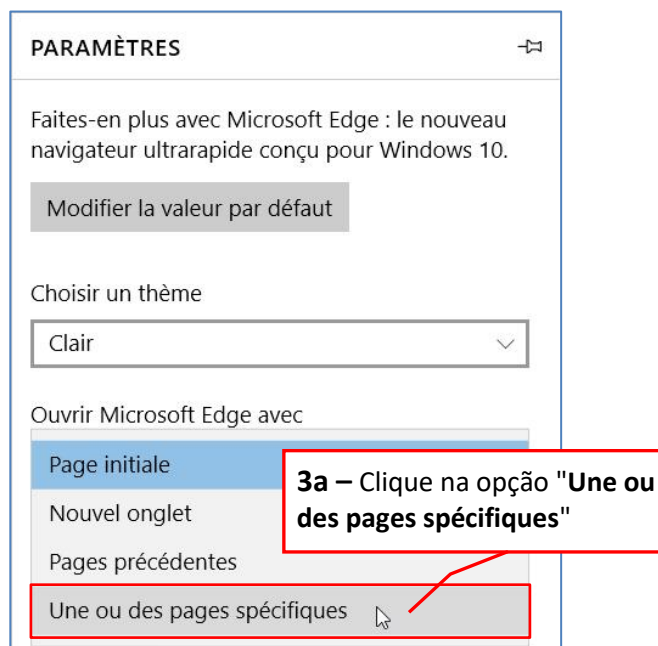 PARAMÈTRES
Faites-en plus avec Microsoft Edge : le nouveau
navigateur ultrarapide conçu pour Windows 10.
Modifier la valeur par défaut
Choisir un thème
Clair
Ouvrir Microsoft Edge avec
Page initiale
Nouvel onglet
Pages précédentes
Une ou des pages spécifiques
3a – Clique na opção "Une ou
des pages spécifiques"